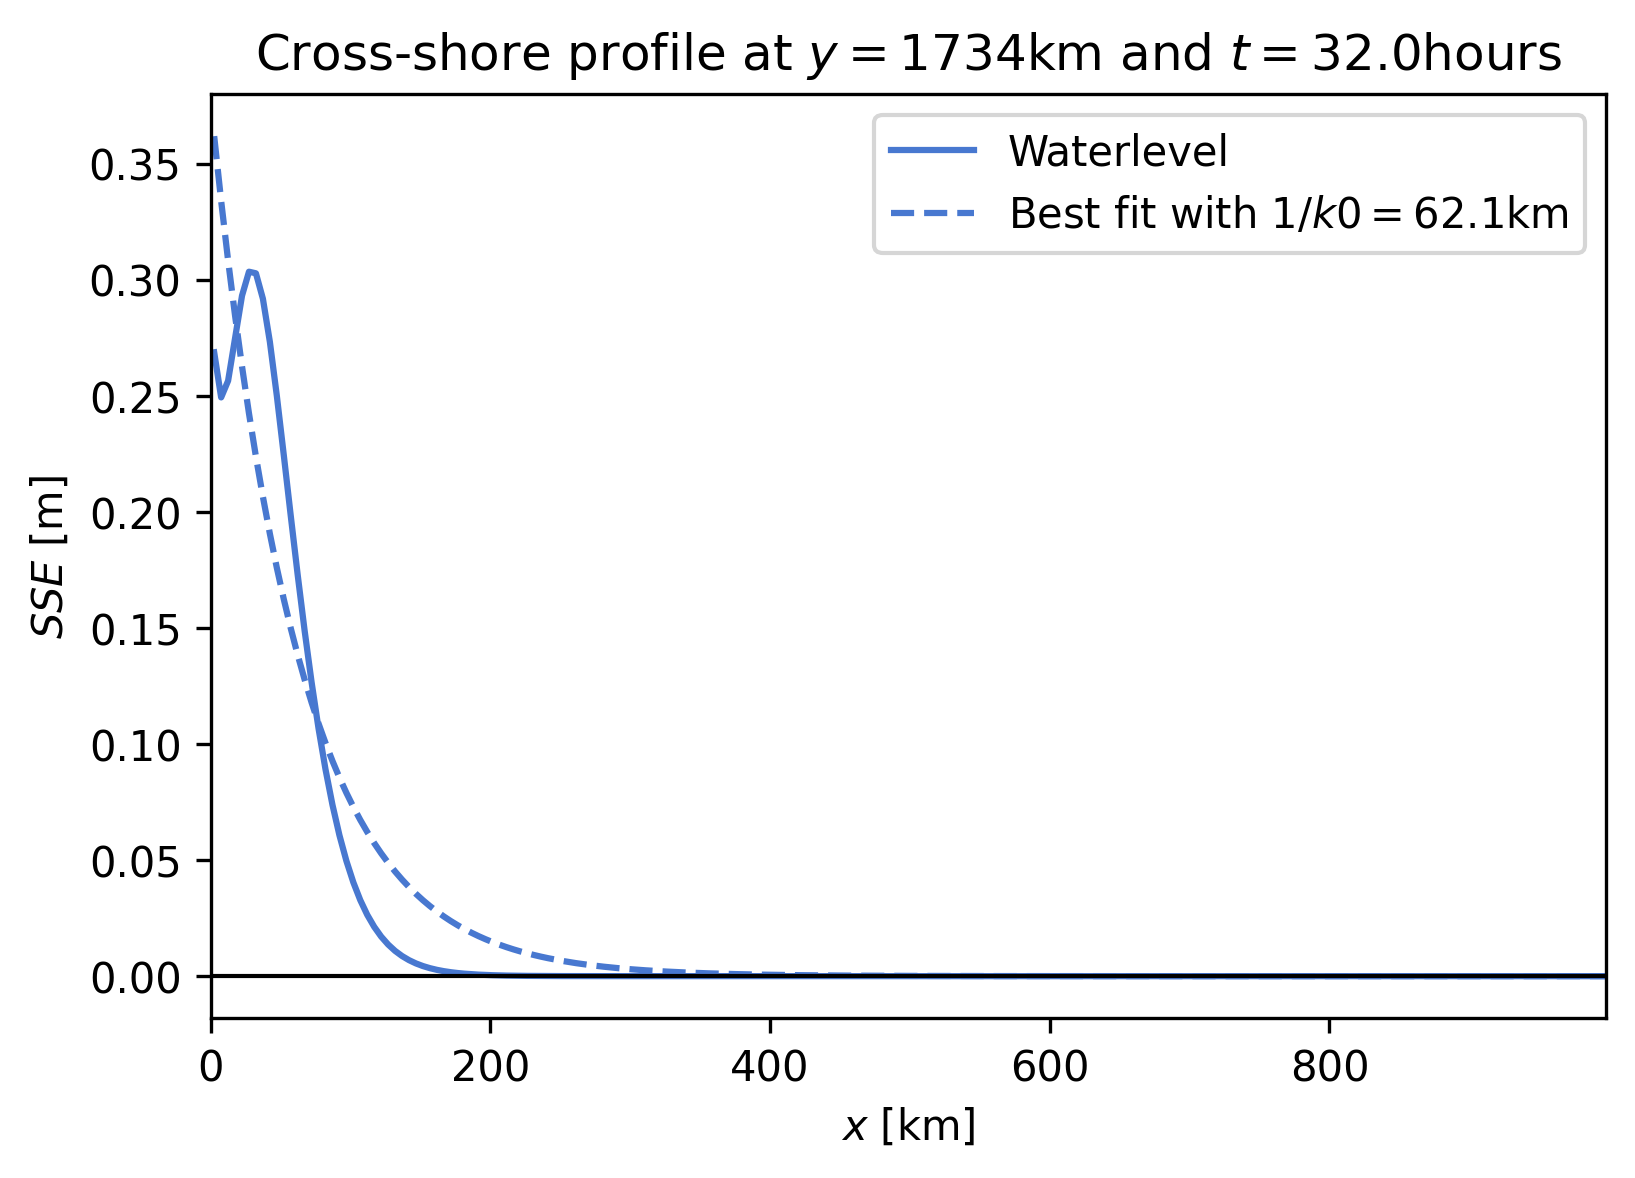 Cross-shore profile at y = 1734km and t = 32.0hours
Waterlevel
Best fit with 1/k0 = 62.1km
0.35
0.30
0.25
0.20
0.15
0.10
0.05
0.00
SSE [m]
0 200 400 600 800
x [km]